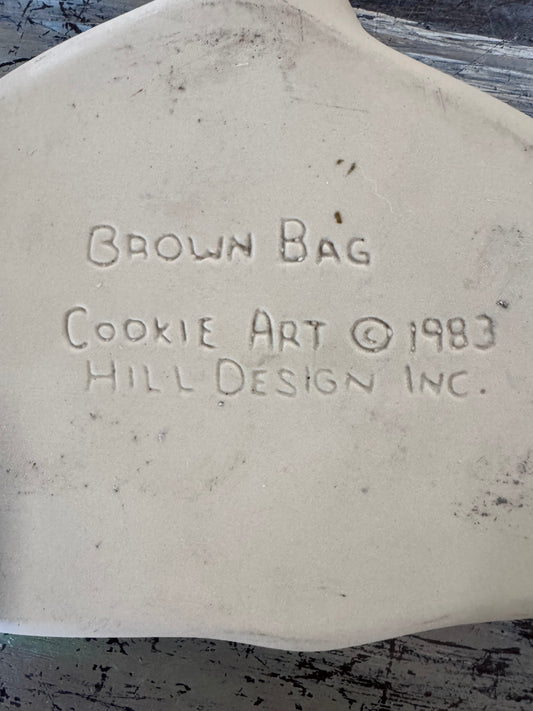 BROWN BAG
COOKIE ART © 1983
HILL DESIGN INC.